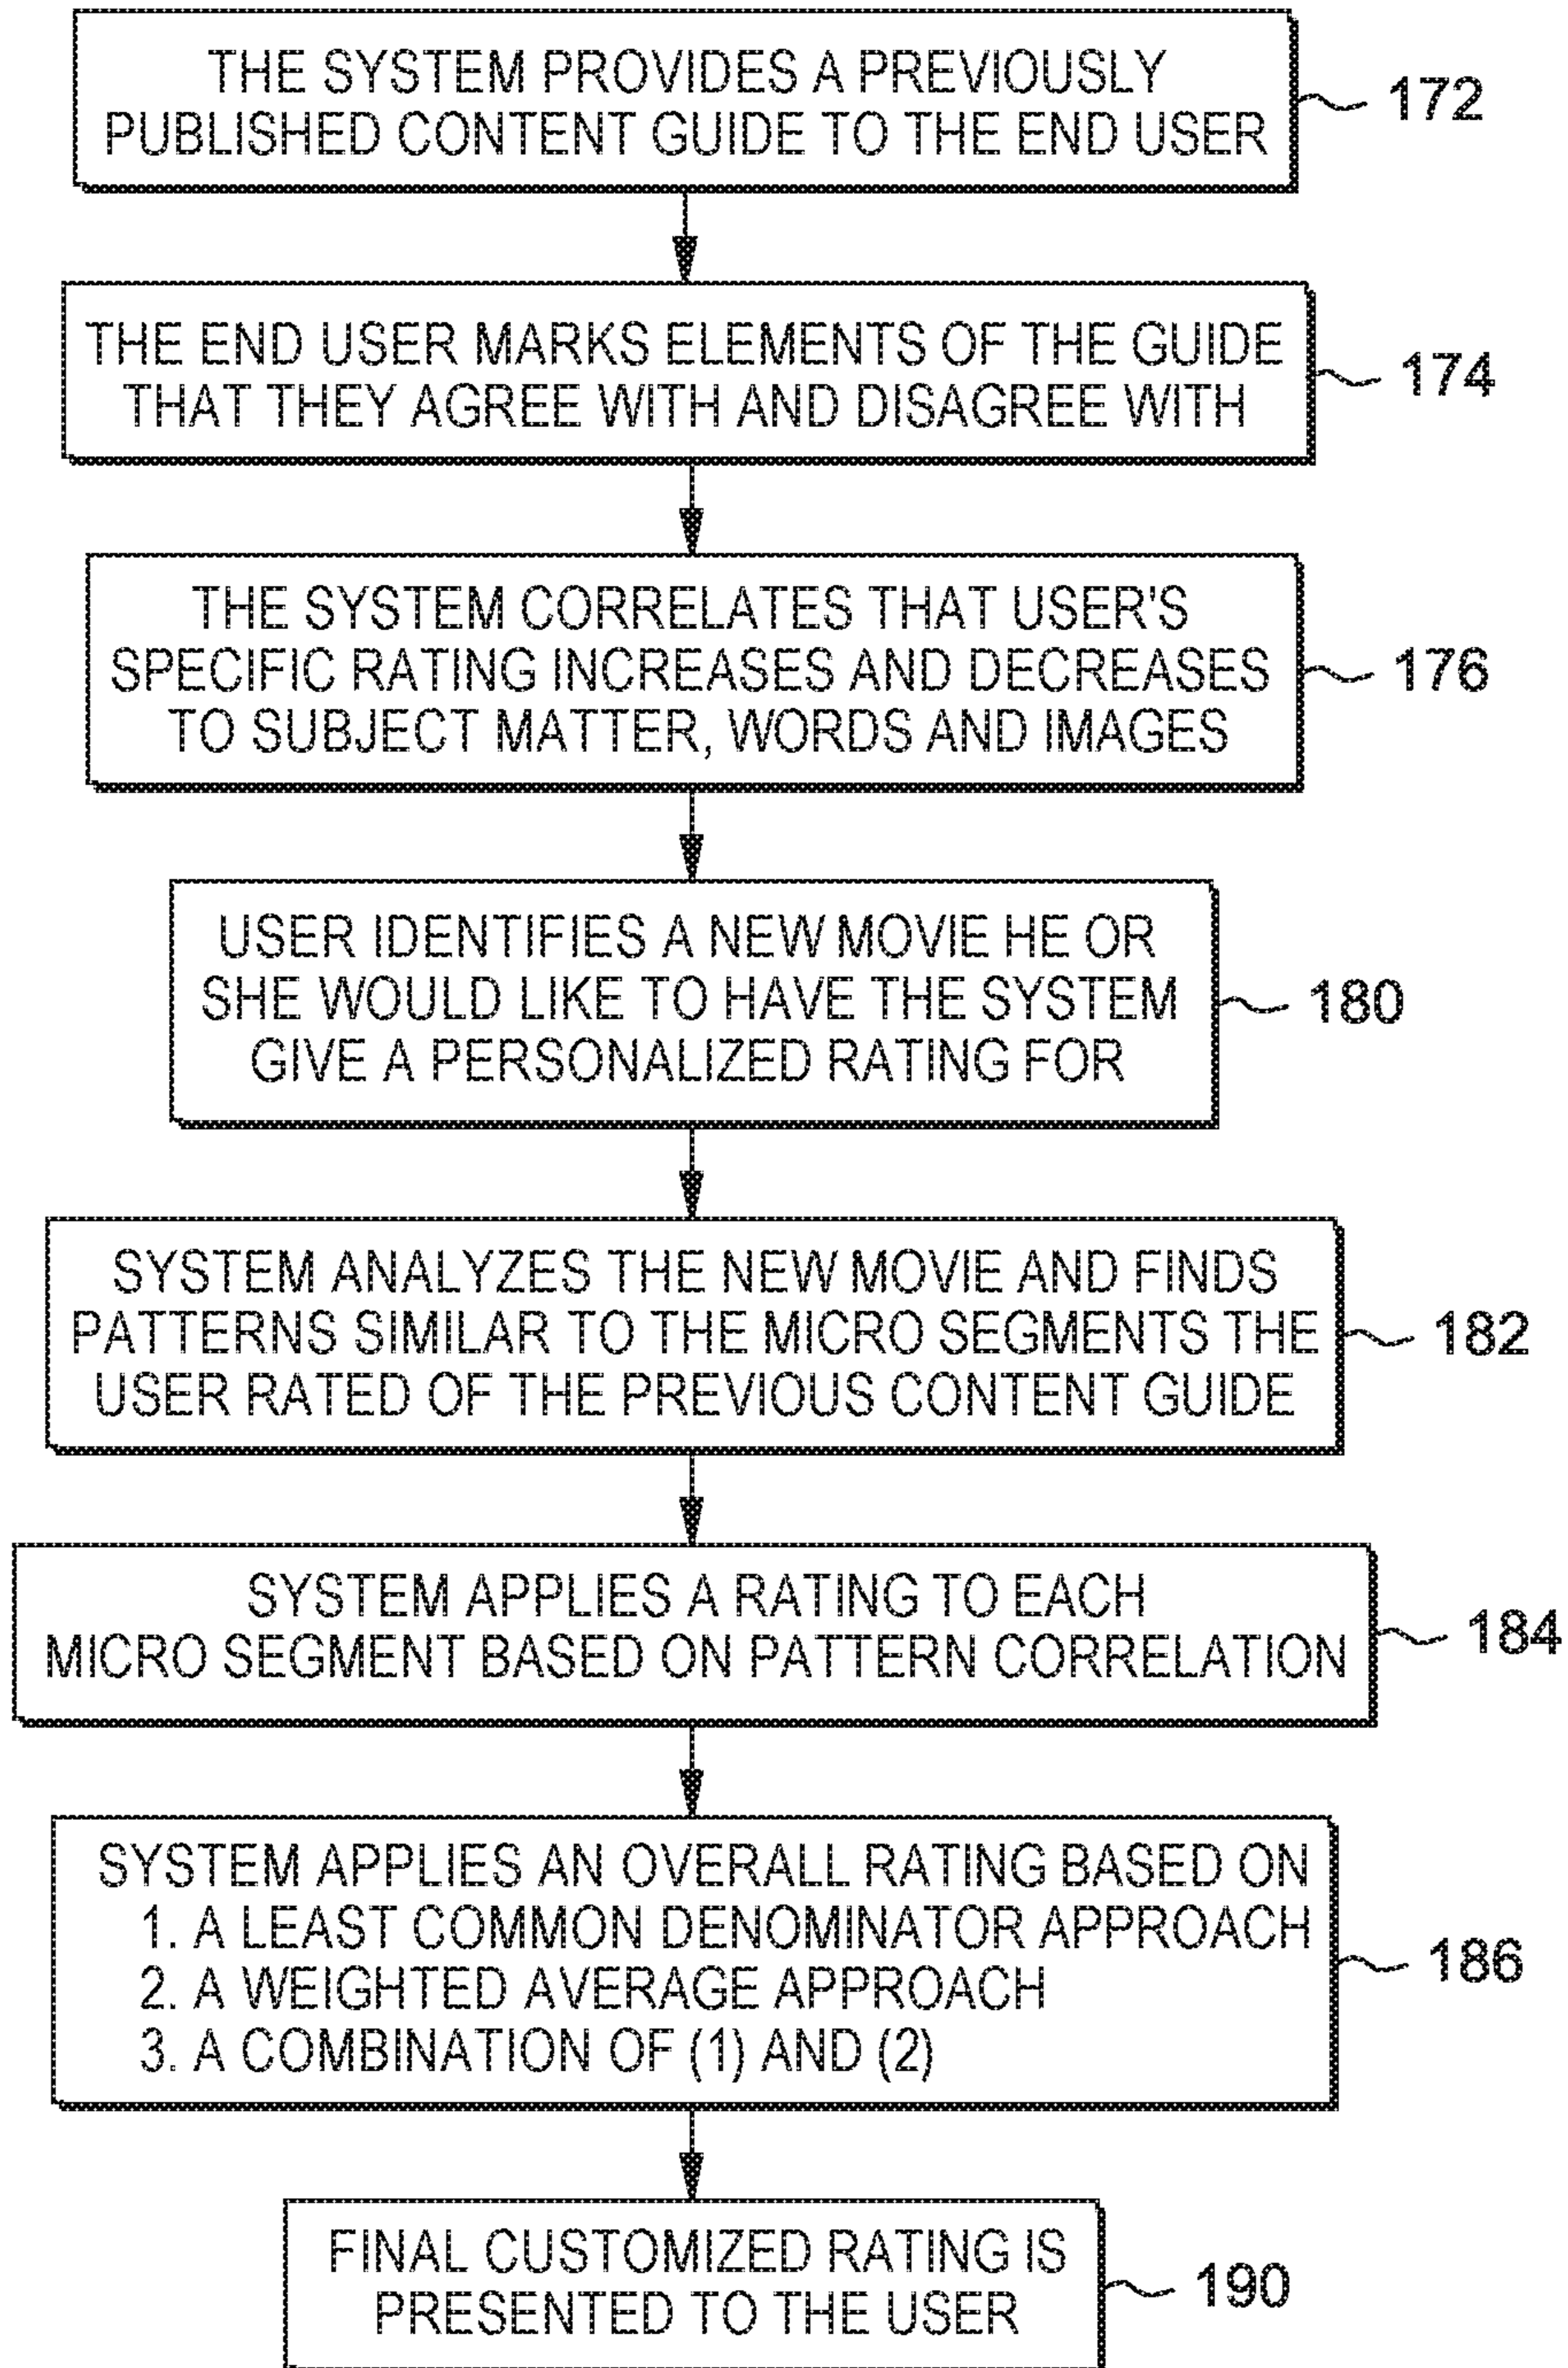 THE SYSTEM PROVIDES A PREVIOUSLY
PUBLISHED CONTENT GUIDE TO THE END USER
172
THE END USER MARKS ELEMENTS OF THE GUIDE
THAT THEY AGREE WITH AND DISAGREE WITH
174
THE SYSTEM CORRELATES THAT USER'S
SPECIFIC RATING INCREASES AND DECREASES
TO SUBJECT MATTER, WORDS AND IMAGES
176
USER IDENTIFIES A NEW MOVIE HE OR
SHE WOULD LIKE TO HAVE THE SYSTEM
GIVE A PERSONALIZED RATING FOR
180
SYSTEM ANALYZES THE NEW MOVIE AND FINDS
PATTERNS SIMILAR TO THE MICRO SEGMENTS THE
USER RATED OF THE PREVIOUS CONTENT GUIDE
182
SYSTEM APPLIES A RATING TO EACH
MICRO SEGMENT BASED ON PATTERN CORRELATION
184
SYSTEM APPLIES AN OVERALL RATING BASED ON
1. A LEAST COMMON DENOMINATOR APPROACH
2. A WEIGHTED AVERAGE APPROACH
3. A COMBINATION OF (1) AND (2)
186
FINAL CUSTOMIZED RATING IS
PRESENTED TO THE USER
190